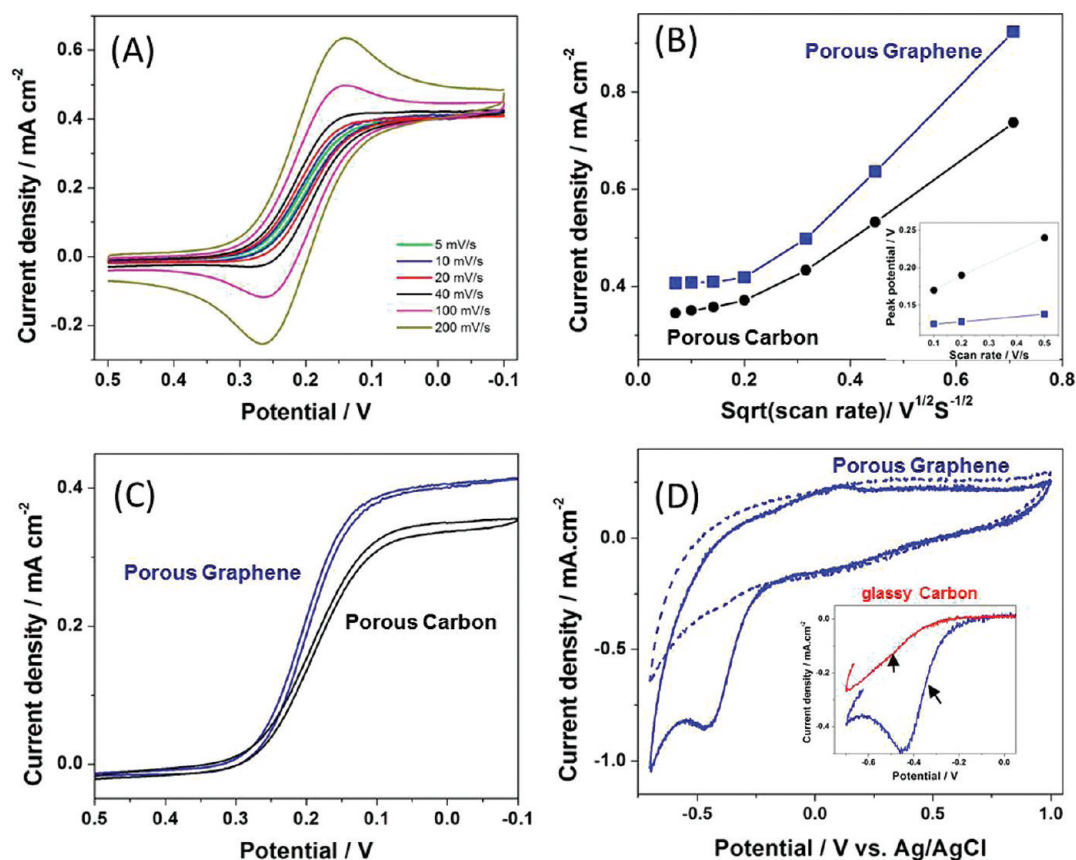 (A)
Current density / mA cm-2
0.6
0.4
0.2
0.0
-0.2
5 mV/s
10 mV/s
20 mV/s
40 mV/s
100 mV/s
200 mV/s
0.5 0.4 0.3 0.2 0.1 0.0 -0.1
Potential / V
(B)
Porous Graphene
Current density / mA cm-2
0.8
0.6
0.4
Porous Carbon
Peak potential / V
0.25
0.20
0.15
0.1 0.2 0.3 0.4 0.5
Scan rate / V/s
0.0 0.2 0.4 0.6 0.8
Sqrt(scan rate)/ V1/2S-1/2
(C)
Current density / mA cm-2
0.4
0.2
0.0
Porous Graphene
Porous Carbon
0.5 0.4 0.3 0.2 0.1 0.0 -0.1
Potential / V
(D)
Porous Graphene
Current density / mA.cm-2
0.0
-0.5
-1.0
glassy Carbon
Current density / mA.cm-2
0.0
-0.2
-0.4
-0.6 -0.4 -0.2 0.0
Potential / V
-0.5 0.0 0.5 1.0
Potential / V vs. Ag/AgCl